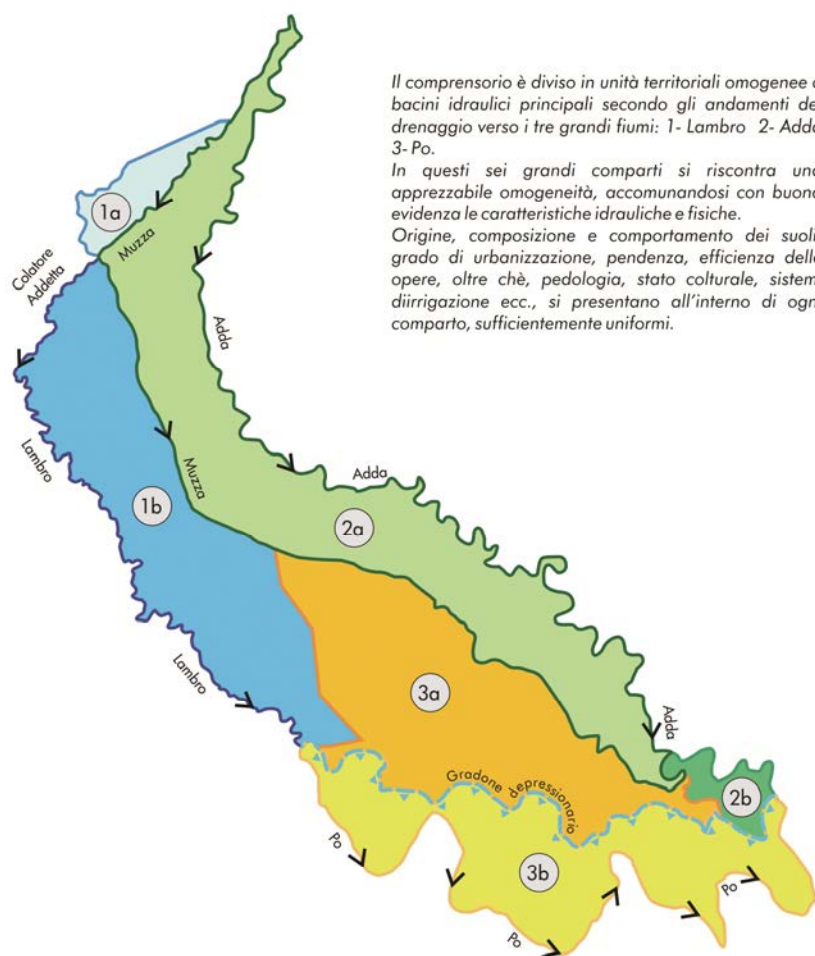 Il comprensorio è diviso in unità territoriali omogenee o
bacini idraulici principali secondo gli andamenti de
drenaggio verso i tre grandi fiumi: 1- Lambro 2- Adda
3- Po.
In questi sei grandi comparti si riscontra una
apprezzabile omogeneità, accomunandosi con buona
evidenza le caratteristiche idrauliche e fisiche.
Origine, composizione e comportamento dei suoli
grado di urbanizzazione, pendenza, efficienza delle
opere, oltre chè, pedologia, stato colturale, sistem
diirrigazione ecc., si presentano all'interno di ogn
comparto, sufficientemente uniformi.
1a
Muzza
Colatore
Addetta
Adda
Lambro
Muzza
Adda
1b
2a
Lambro
3a
Adda
Gradone depressionario
2b
Po
3b
Po
Po